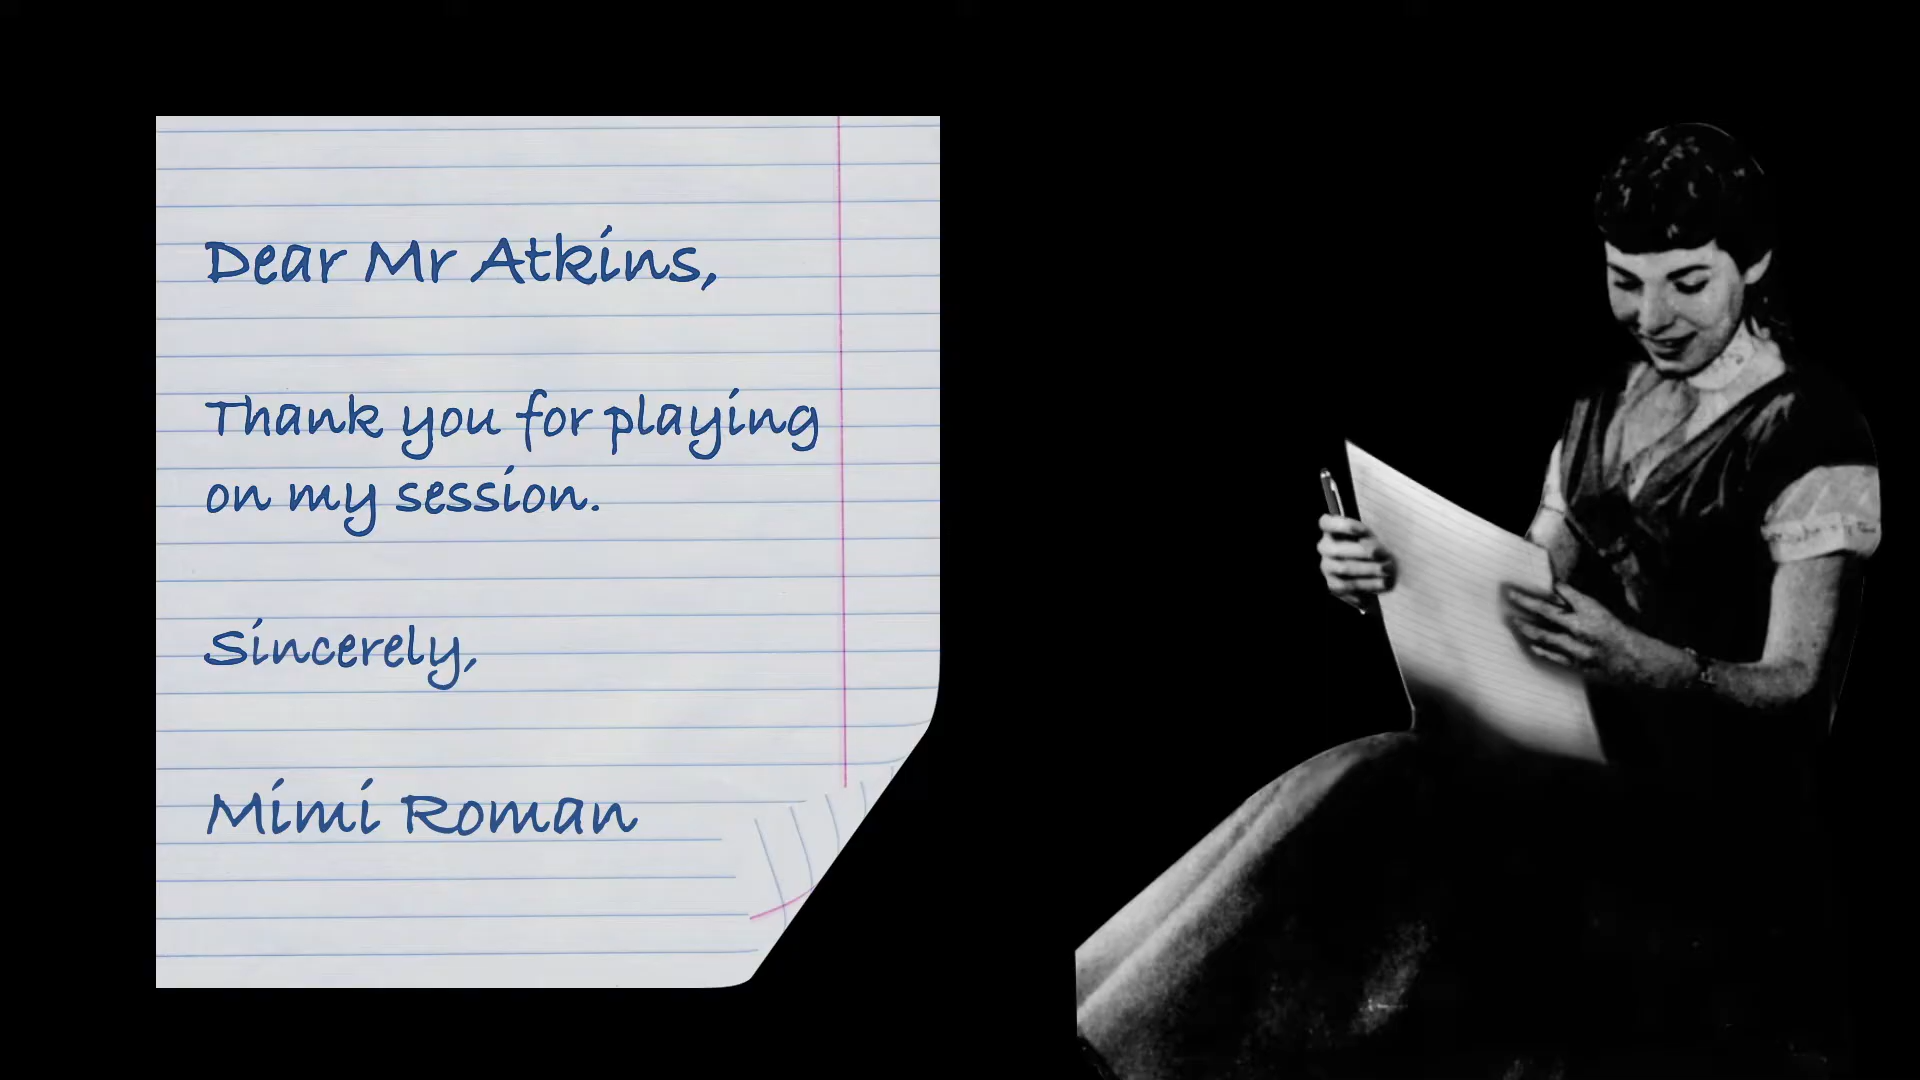 Dear Mr Atkins,
Thank you for playing
on my session.
Sincerely,
Mimi Roman